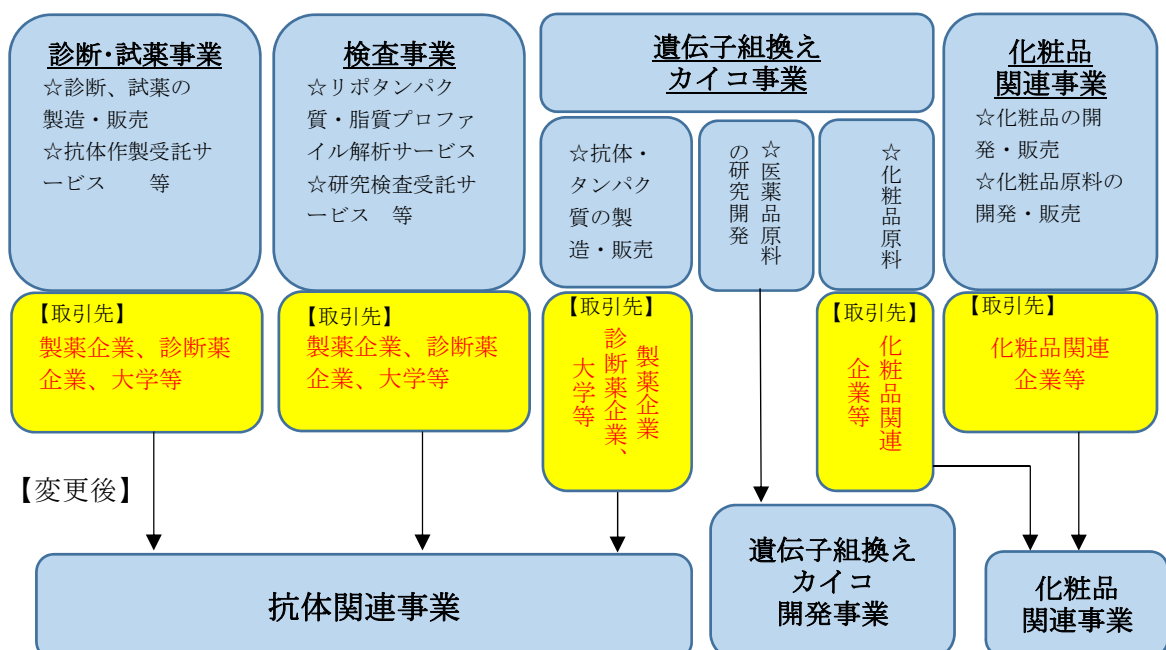 診断･試薬事業
☆診断、試薬の
製造・販売
☆抗体作製受託サ
ービス　　等
検査事業
☆リポタンパク
質・脂質プロファ
イル解析サービス
☆研究検査受託サ
ービス　等
遺伝子組換え
カイコ事業
☆抗体・
タンパク
質の製
造・販売
☆医薬品原料
の研究開発
☆化粧品原料
化粧品
関連事業
☆化粧品の開
発・販売
☆化粧品原料の
開発・販売
【取引先】
製薬企業、診断薬
企業、大学等
【取引先】
製薬企業、診断薬
企業、大学等
【取引先】
製薬企業
診断薬企業、
大学等
【取引先】
化粧品関連
企業等
【取引先】
化粧品関連
企業等
【変更後】
抗体関連事業
遺伝子組換え
カイコ
開発事業
化粧品
関連事業